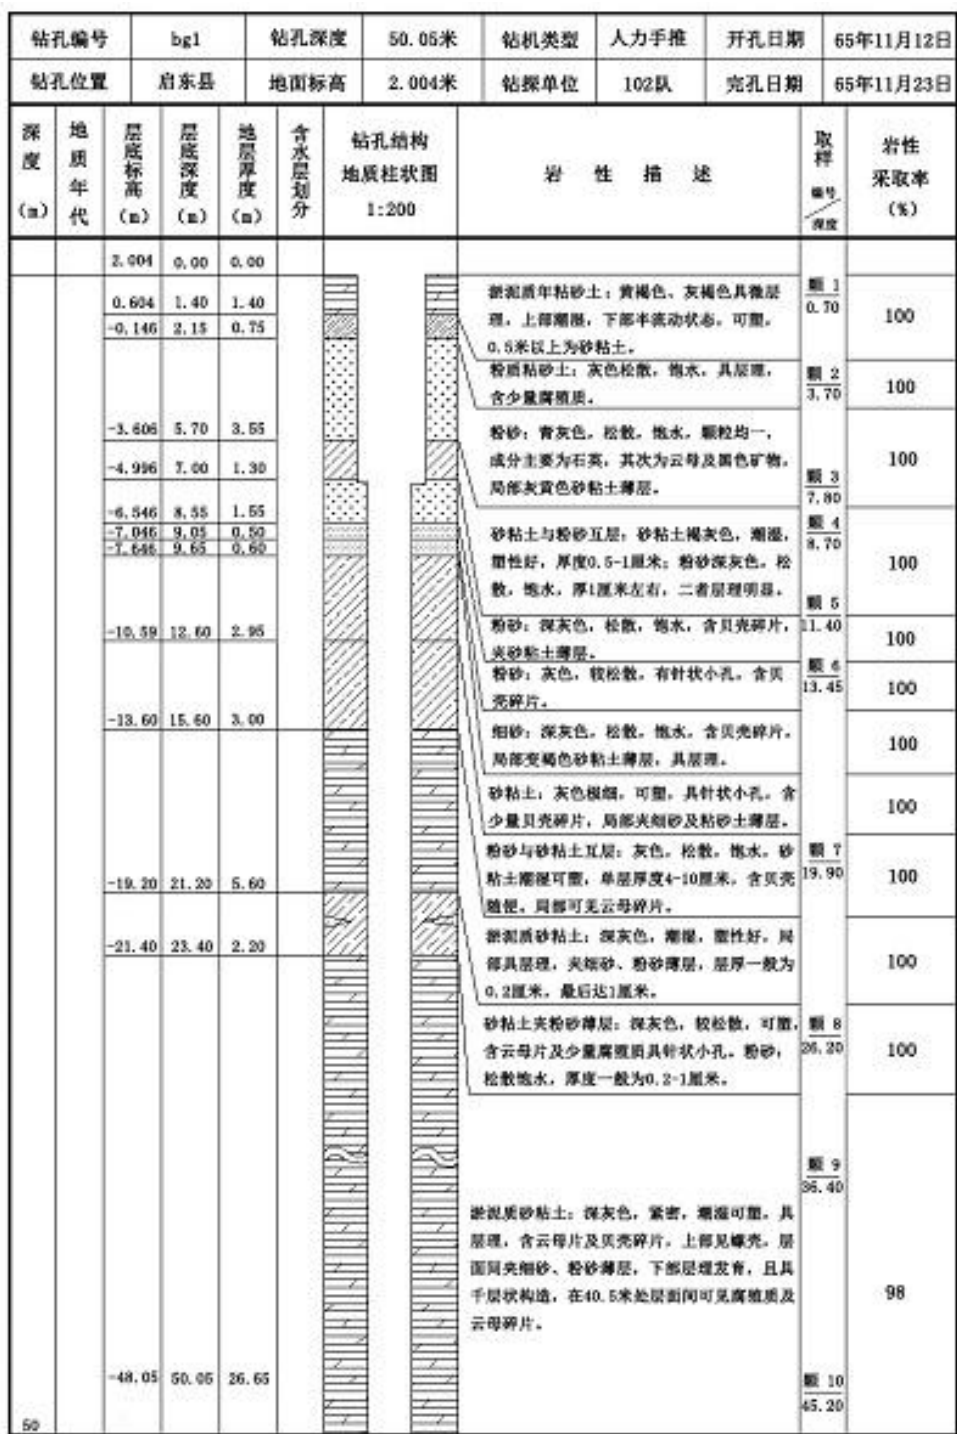 钻孔编号 bg1 钻孔深度 50.05米 钻机类型 人力手推 开孔日期 65年11月12日
钻孔位置 启东县 地面标高 2.004米 钻探单位 102队 完孔日期 65年11月23日
深度(m) 地质年代 层底标高(m) 层底深度(m) 地层厚度(m) 含水层划分 钻孔结构 地质柱状图 1:200 岩性描述 取样 编号/深度 岩性采取率(%)
2.004 0.00 0.00
0.604 1.40 1.40
-0.146 2.15 0.75
-3.606 5.70 3.55
-4.996 7.00 1.30
-6.546 8.55 1.55
-7.046 9.05 0.50
-7.646 9.65 0.60
-10.59 12.60 2.95
-13.60 15.60 3.00
-19.20 21.20 5.60
-21.40 23.40 2.20
-48.05 50.05 26.65
50
淤泥质年粘砂土：黄褐色、灰褐色具微层
理，上部潮湿，下部半流动状态，可塑，
0.5米以上为砂粘土。
粉质粘砂土：灰色松散，饱水，具层理，
含少量腐殖质。
粉砂：青灰色，松散，饱水，颗粒均一，
成分主要为石英，其次为云母及黑色矿物，
局部灰黄色砂粘土薄层。
砂粘土与粉砂互层：砂粘土褐灰色，潮湿，
塑性好，厚度0.5-1厘米；粉砂深灰色，松
散，饱水，厚1厘米左右，二者层理明显。
粉砂：深灰色，松散，饱水，含贝壳碎片，
夹砂粘土薄层。
粉砂：灰色，较松散，有针状小孔，含贝
壳碎片。
细砂：深灰色，松散，饱水，含贝壳碎片，
局部变褐色砂粘土薄层，具层理。
砂粘土：灰色极细，可塑，具针状小孔，含
少量贝壳碎片，局部夹细砂及粘砂土薄层。
粉砂与砂粘土互层：灰色，松散，饱水，砂
粘土潮湿可塑，单层厚度4-10厘米，含贝壳
随便，局部可见云母碎片。
淤泥质砂粘土：深灰色，潮湿，塑性好，局
部具层理，夹细砂、粉砂薄层，层厚一般为
0.2厘米，最后达1厘米。
砂粘土夹粉砂薄层：深灰色，较松散，可塑，
含云母片及少量腐殖质具针状小孔。粉砂，
松散饱水，厚度一般为0.2-1厘米。
淤泥质砂粘土：深灰色，紧密，潮湿可塑，具
层理，含云母片及贝壳碎片，上部见蠓壳，层
面间夹细砂、粉砂薄层，下部层理发育，且具
千层状构造，在40.5米处层面间可见腐殖质及
云母碎片。
颗 1
0.70
颗 2
3.70
颗 3
7.80
颗 4
8.70
颗 5
11.40
颗 6
13.45
颗 7
19.90
颗 8
26.20
颗 9
36.40
颗 10
45.20
100
100
100
100
100
100
100
100
100
100
100
98